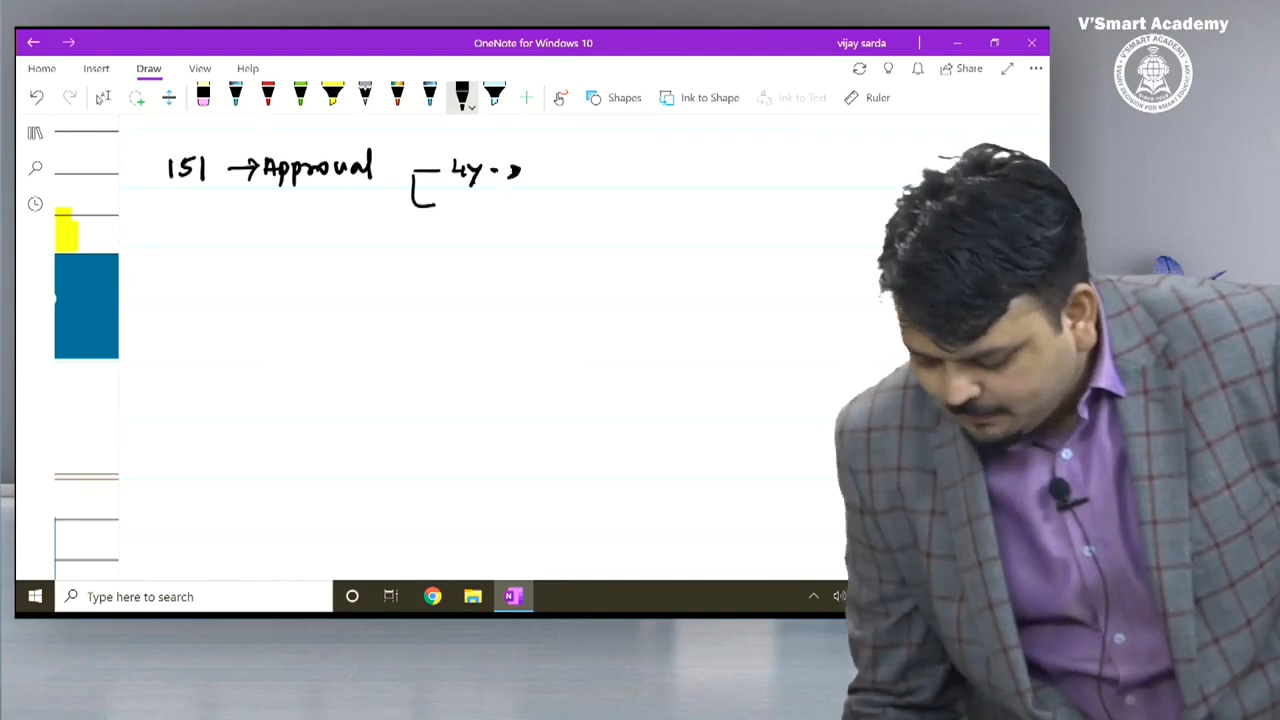 V'Smart Academy
OneNote for Windows 10
vijay sarda
Home Insert Draw View Help
Share
Shapes
Ink to Shape
Ink to Text
Ruler
151 → Approval
4y -
Type here to search